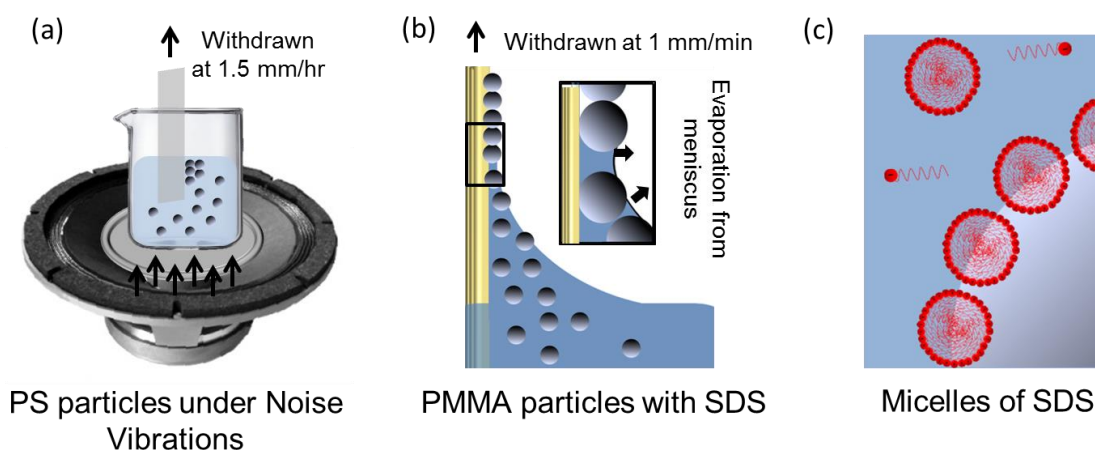 (a)
Withdrawn
at 1.5 mm/hr
PS particles under Noise
Vibrations
(b)
Withdrawn at 1 mm/min
Evaporation from
meniscus
PMMA particles with SDS
(c)
Micelles of SDS